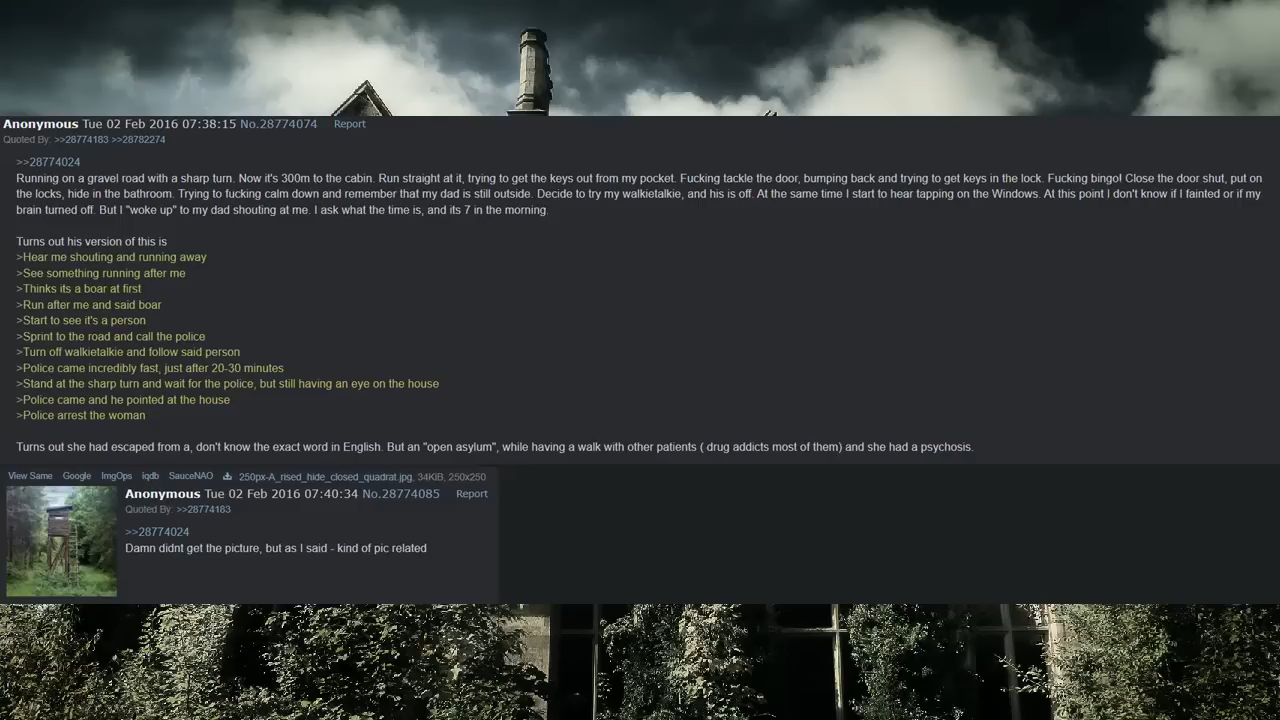 Anonymous Tue 02 Feb 2016 07:38:15 No.28774074 Report
Quoted By: >>28774183 >>28782274
>>28774024
Running on a gravel road with a sharp turn. Now it's 300m to the cabin. Run straight at it, trying to get the keys out from my pocket. Fucking tackle the door, bumping back and trying to get keys in the lock. Fucking bingo! Close the door shut, put on
the locks, hide in the bathroom. Trying to fucking calm down and remember that my dad is still outside. Decide to try my walkietalkie, and his is off. At the same time I start to hear tapping on the Windows. At this point I don't know if I fainted or if my
brain turned off. But I "woke up" to my dad shouting at me. I ask what the time is, and its 7 in the morning.
Turns out his version of this is
>Hear me shouting and running away
>See something running after me
>Thinks its a boar at first
>Run after me and said boar
>Start to see it's a person
>Sprint to the road and call the police
>Turn off walkietalkie and follow said person
>Police came incredibly fast, just after 20-30 minutes
>Stand at the sharp turn and wait for the police, but still having an eye on the house
>Police came and he pointed at the house
>Police arrest the woman
Turns out she had escaped from a, don't know the exact word in English. But an "open asylum", while having a walk with other patients ( drug addicts most of them) and she had a psychosis.
View Same Google ImgOps iqdb SauceNAO 250px-A_rised_hide_closed_quadrat.jpg, 34KiB, 250x250
Anonymous Tue 02 Feb 2016 07:40:34 No.28774085 Report
Quoted By: >>28774183
>>28774024
Damn didnt get the picture, but as I said - kind of pic related